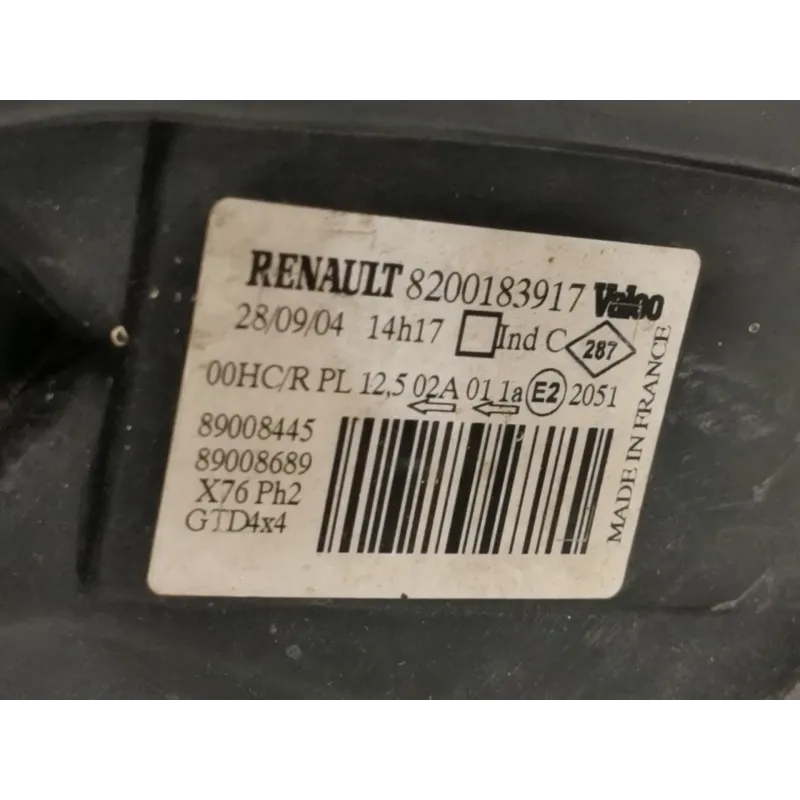 RENAULT 8200183917 Valeo
28/09/04 14h17 Ind C 287
00HC/R PL 12,5 02A 01 1a E2 2051
89008445
89008689
X76 Ph2
GTD4x4
MADE IN FRANCE